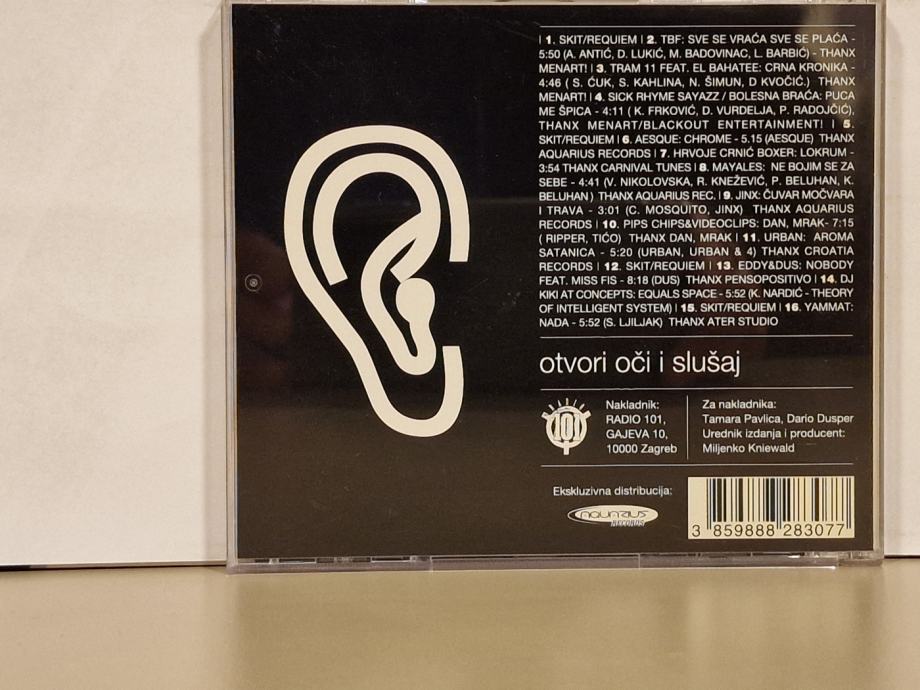 | 1. SKIT/REQUIEM | 2. TBF: SVE SE VRAĆA SVE SE PLAĆA -
5:50 (A. ANTIĆ, D. LUKIĆ, M. BADOVINAC, L. BARBIĆ) - THANX
MENART! | 3. TRAM 11 FEAT. EL BAHATEE: CRNA KRONIKA -
4:46 ( S. ĆUK, S. KAHLINA, N. ŠIMUN, D KVOČIĆ.) THANX
MENART! | 4. SICK RHYME SAYAZZ / BOLESNA BRAĆA: PUCA
ME ŠPICA - 4:11 ( K. FRKOVIĆ, D. VURDELJA, P. RADOJČIĆ),
THANX MENART/BLACKOUT ENTERTAINMENT! | 5.
SKIT/REQUIEM | 6. AESQUE: CHROME - 5.15 (AESQUE) THANX
AQUARIUS RECORDS | 7. HRVOJE CRNIĆ BOXER: LOKRUM -
3:54 THANX CARNIVAL TUNES | 8. MAYALES: NE BOJIM SE ZA
SEBE - 4:41 (V. NIKOLOVSKA, R. KNEŽEVIĆ, P. BELUHAN, K.
BELUHAN ) THANX AQUARIUS REC. | 9. JINX: ČUVAR MOČVARA
I TRAVA - 3:01 (C. MOSQUITO, JINX) THANX AQUARIUS
RECORDS | 10. PIPS CHIPS&VIDEOCLIPS: DAN, MRAK- 7:15
( RIPPER, TIĆO) THANX DAN, MRAK | 11. URBAN: AROMA
SATANICA - 5:20 (URBAN, URBAN & 4) THANX CROATIA
RECORDS | 12. SKIT/REQUIEM | 13. EDDY&DUS: NOBODY
FEAT. MISS FIS - 8:18 (DUS) THANX PENSOPOSITIVO | 14. DJ
KIKI AT CONCEPTS: EQUALS SPACE - 5:52 (K. NARDIĆ - THEORY
OF INTELLIGENT SYSTEM) | 15. SKIT/REQUIEM | 16. YAMMAT:
NADA - 5:52 (S. LJILJAK) THANX ATER STUDIO
otvori oči i slušaj
101
Nakladnik:
RADIO 101,
GAJEVA 10,
10000 Zagreb
Za nakladnika:
Tamara Pavlica, Dario Dusper
Urednik izdanja i producent:
Miljenko Kniewald
Ekskluzivna distribucija:
AQUARIUS
RECORDS
3 859888 283077